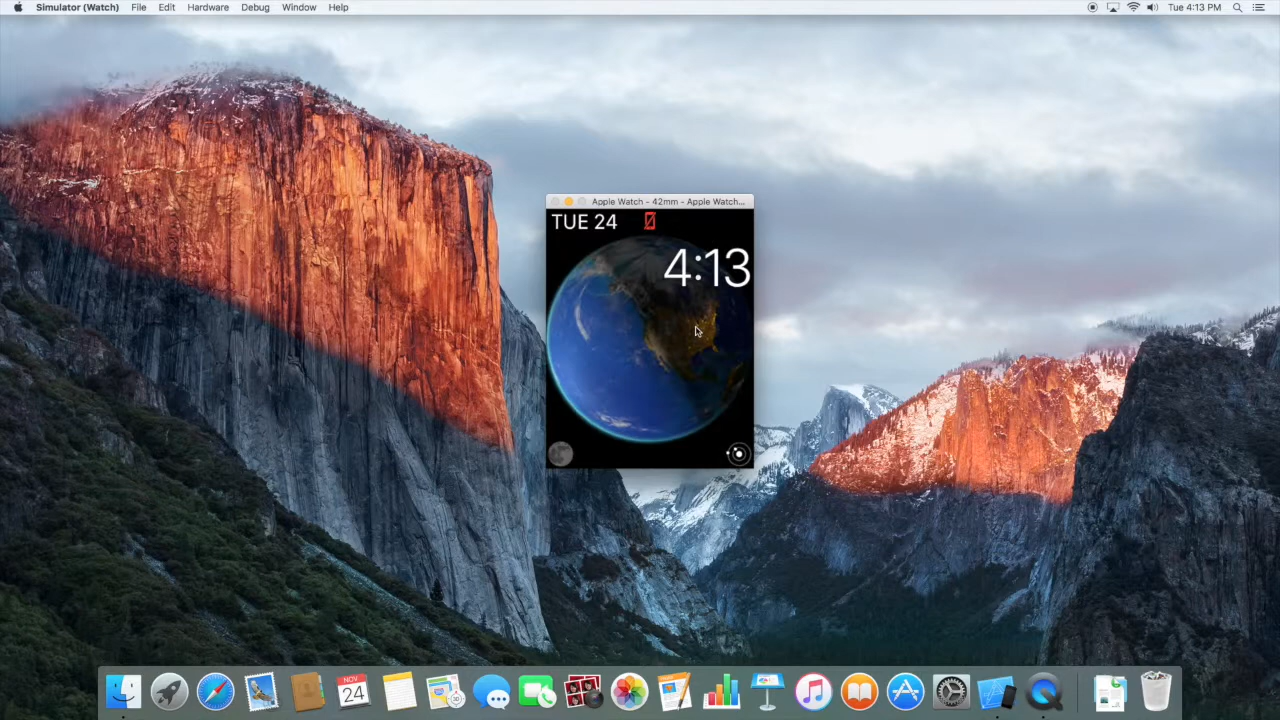 Simulator (Watch) File Edit Hardware Debug Window Help Tue 4:13 PM
Apple Watch - 42mm - Apple Watch...
TUE 24
4:13
NOV
24
30